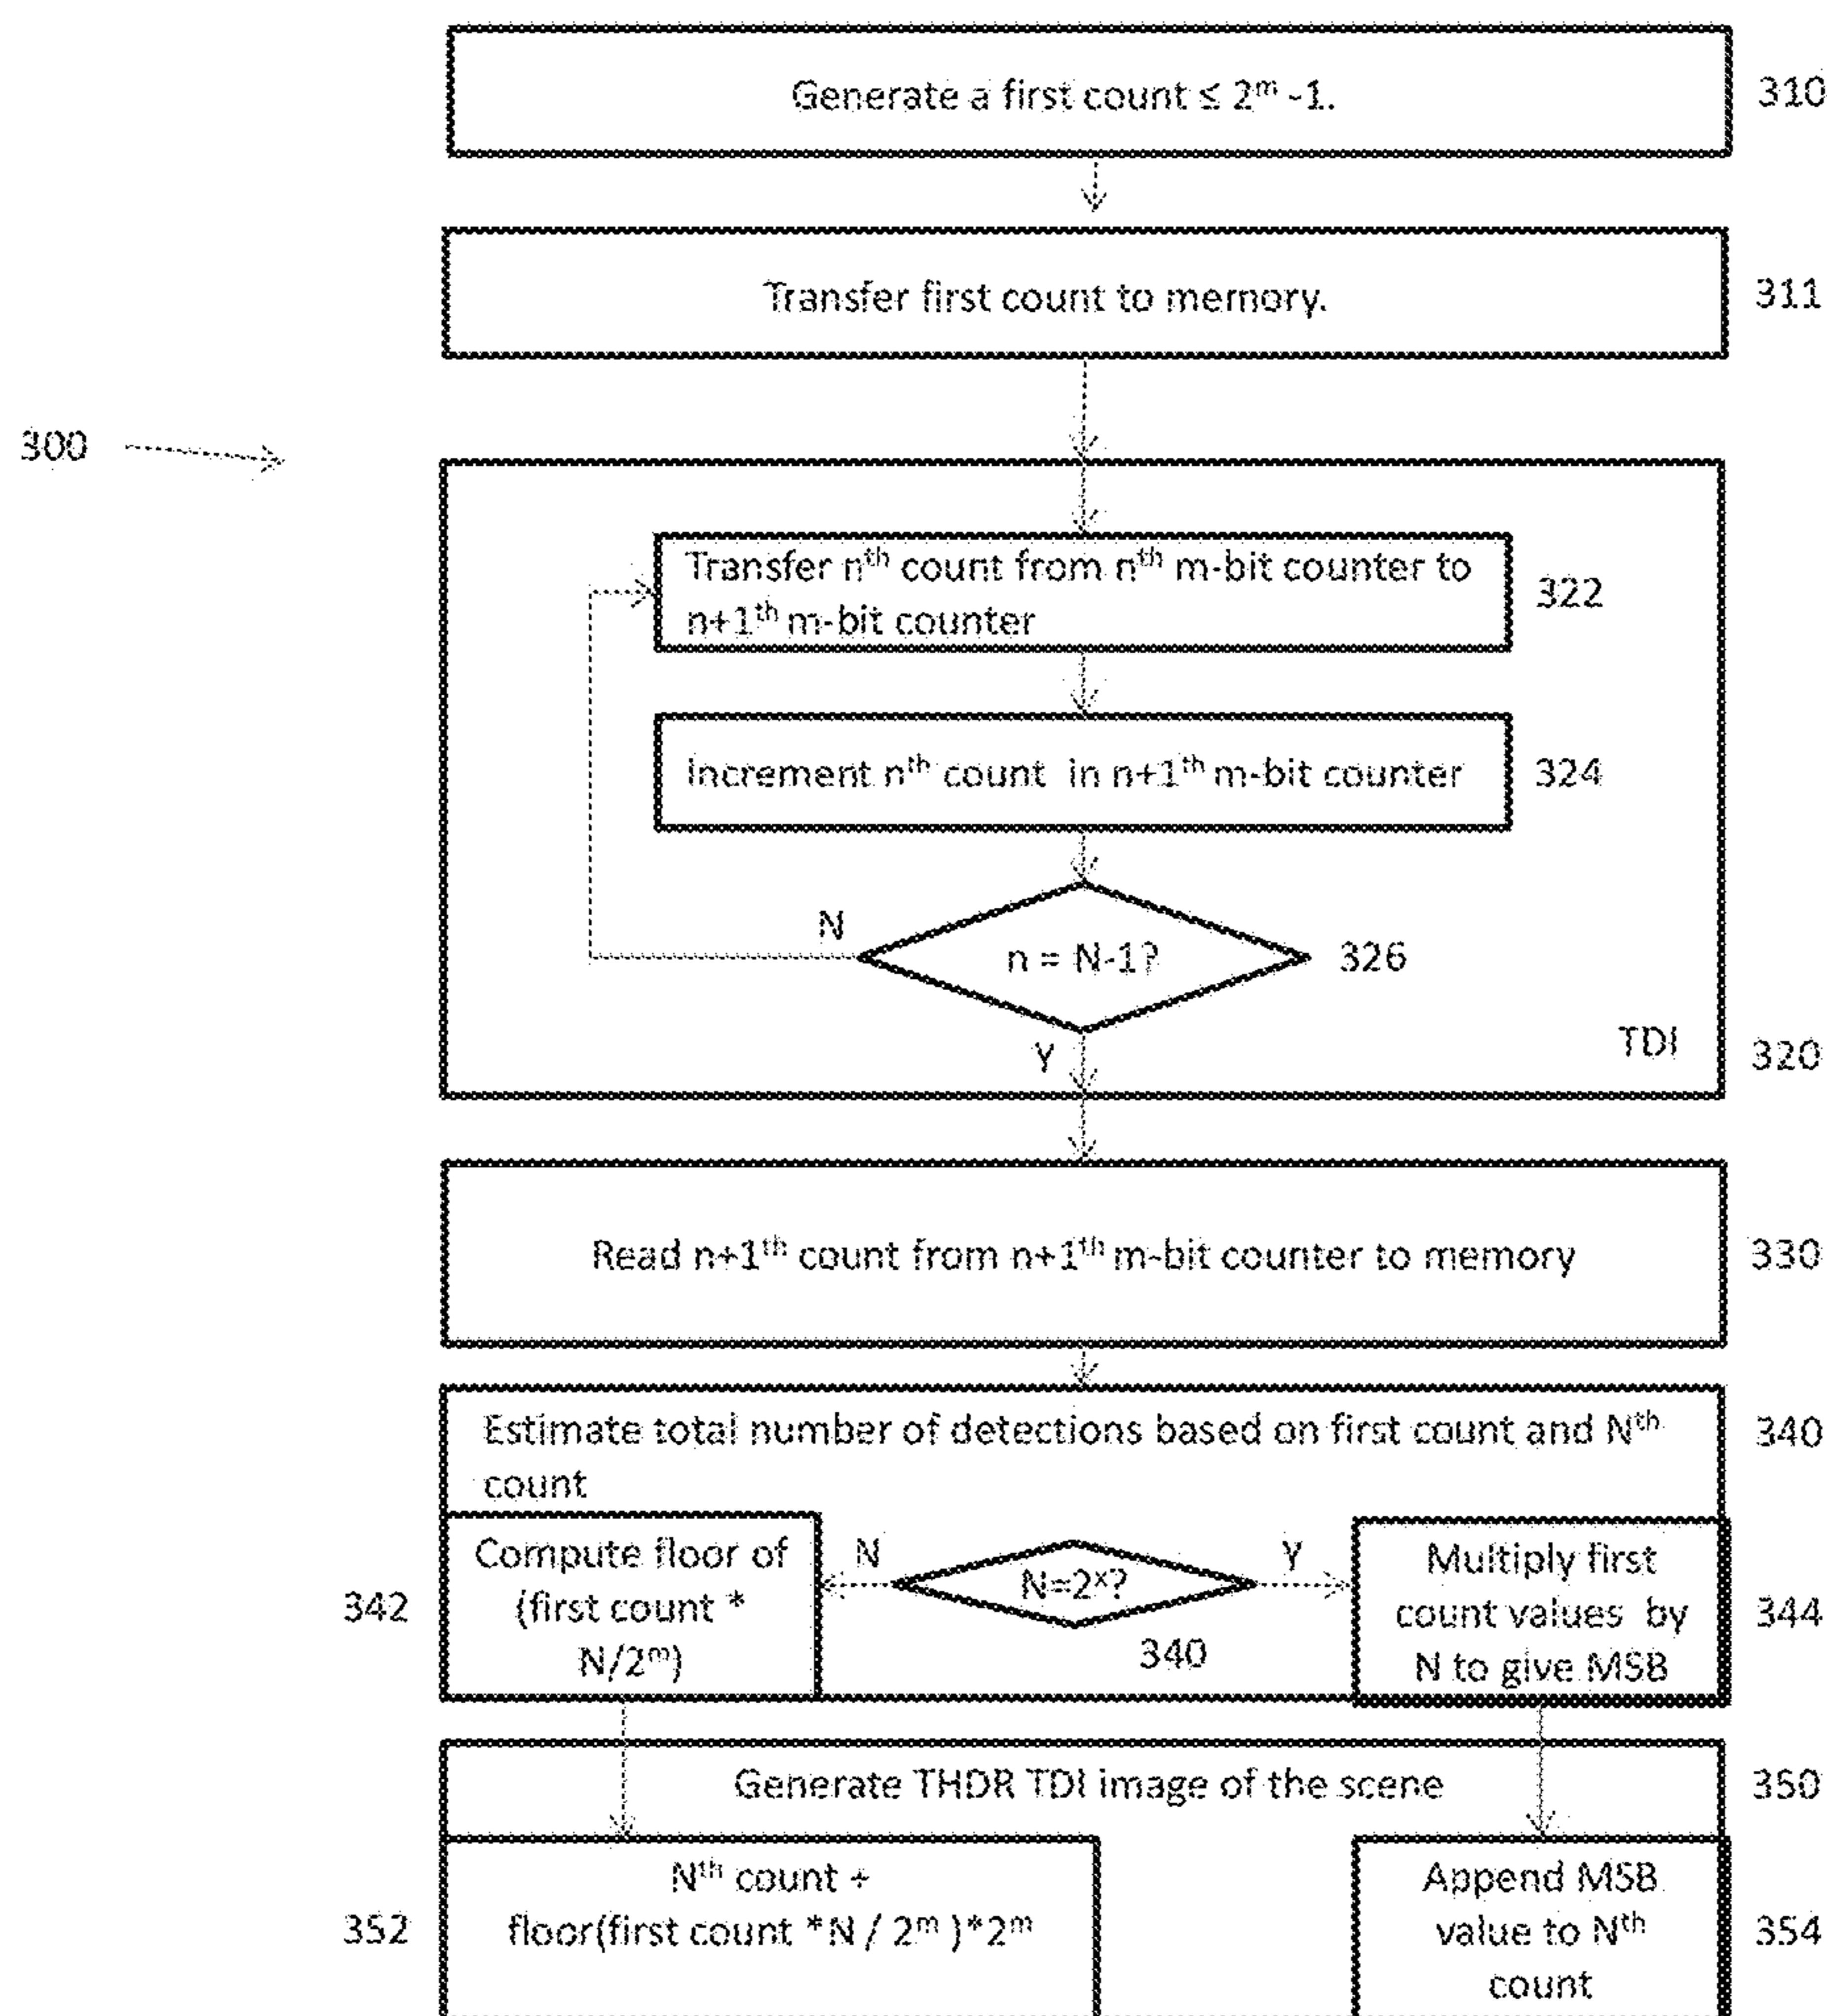 Generate a first count ≤ 2ᵐ -1.
310
Transfer first count to memory.
311
300
Transfer nᵗʰ count from nᵗʰ m-bit counter to
n+1ᵗʰ m-bit counter
322
Increment nᵗʰ count in n+1ᵗʰ m-bit counter
324
N
n = N-1?
326
Y
TDI
320
Read n+1ᵗʰ count from n+1ᵗʰ m-bit counter to memory
330
Estimate total number of detections based on first count and Nᵗʰ
count
340
Compute floor of
(first count *
N/2ᵐ)
342
N
N=2ˣ?
Y
340
Multiply first
count values by
N to give MSB
344
Generate THDR TDI image of the scene
350
Nᵗʰ count +
floor(first count *N / 2ᵐ )*2ᵐ
352
Append MSB
value to Nᵗʰ
count
354